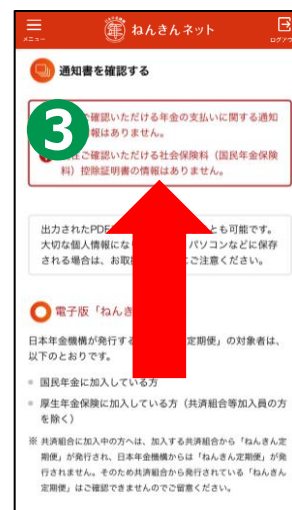 メニュー
ねんきんネット
ログアウ
通知書を確認する
3
ご確認いただける年金の支払いに関する通知
報はありません。
ご確認いただける社会保険料（国民年金保険
料）控除証明書の情報はありません。
出力されたPDF とも可能です。
大切な個人情報にな パソコンなどに保存
される場合は、お取 ご注意ください。
電子版「ねんき
日本年金機構が発行する 定期便」の対象者は、
以下のとおりです。
国民年金に加入している方
厚生年金保険に加入している方（共済組合等加入員の方
を除く）
※ 共済組合に加入中の方へは、加入する共済組合から「ねんきん定
期便」が発行され、日本年金機構からは「ねんきん定期便」が発
行されません。そのため共済組合から発行されている「ねんきん
定期便」はご確認できませんのでご留意ください。